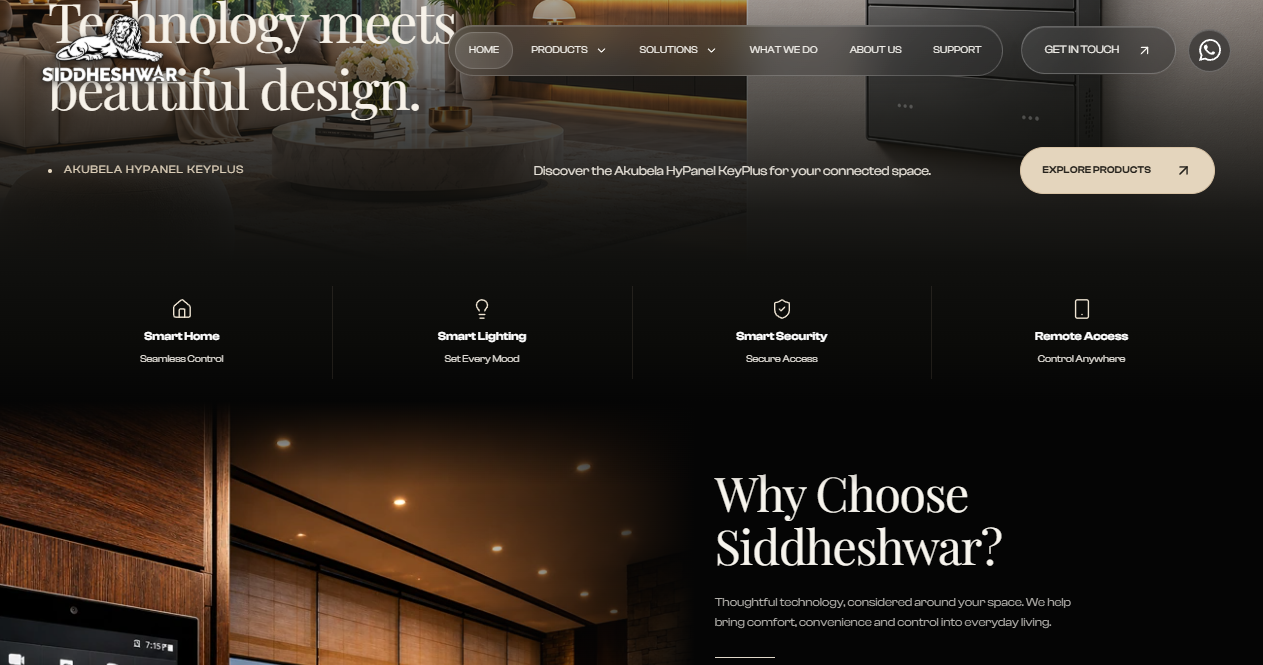 Technology meets
beautiful design.
SIDDHESHWAR
HOME
PRODUCTS
SOLUTIONS
WHAT WE DO
ABOUT US
SUPPORT
GET IN TOUCH
AKUBELA HYPANEL KEYPLUS
Discover the Akubela HyPanel KeyPlus for your connected space.
EXPLORE PRODUCTS
Smart Home
Seamless Control
Smart Lighting
Set Every Mood
Smart Security
Secure Access
Remote Access
Control Anywhere
Why Choose
Siddheshwar?
Thoughtful technology, considered around your space. We help
bring comfort, convenience and control into everyday living.
7:15